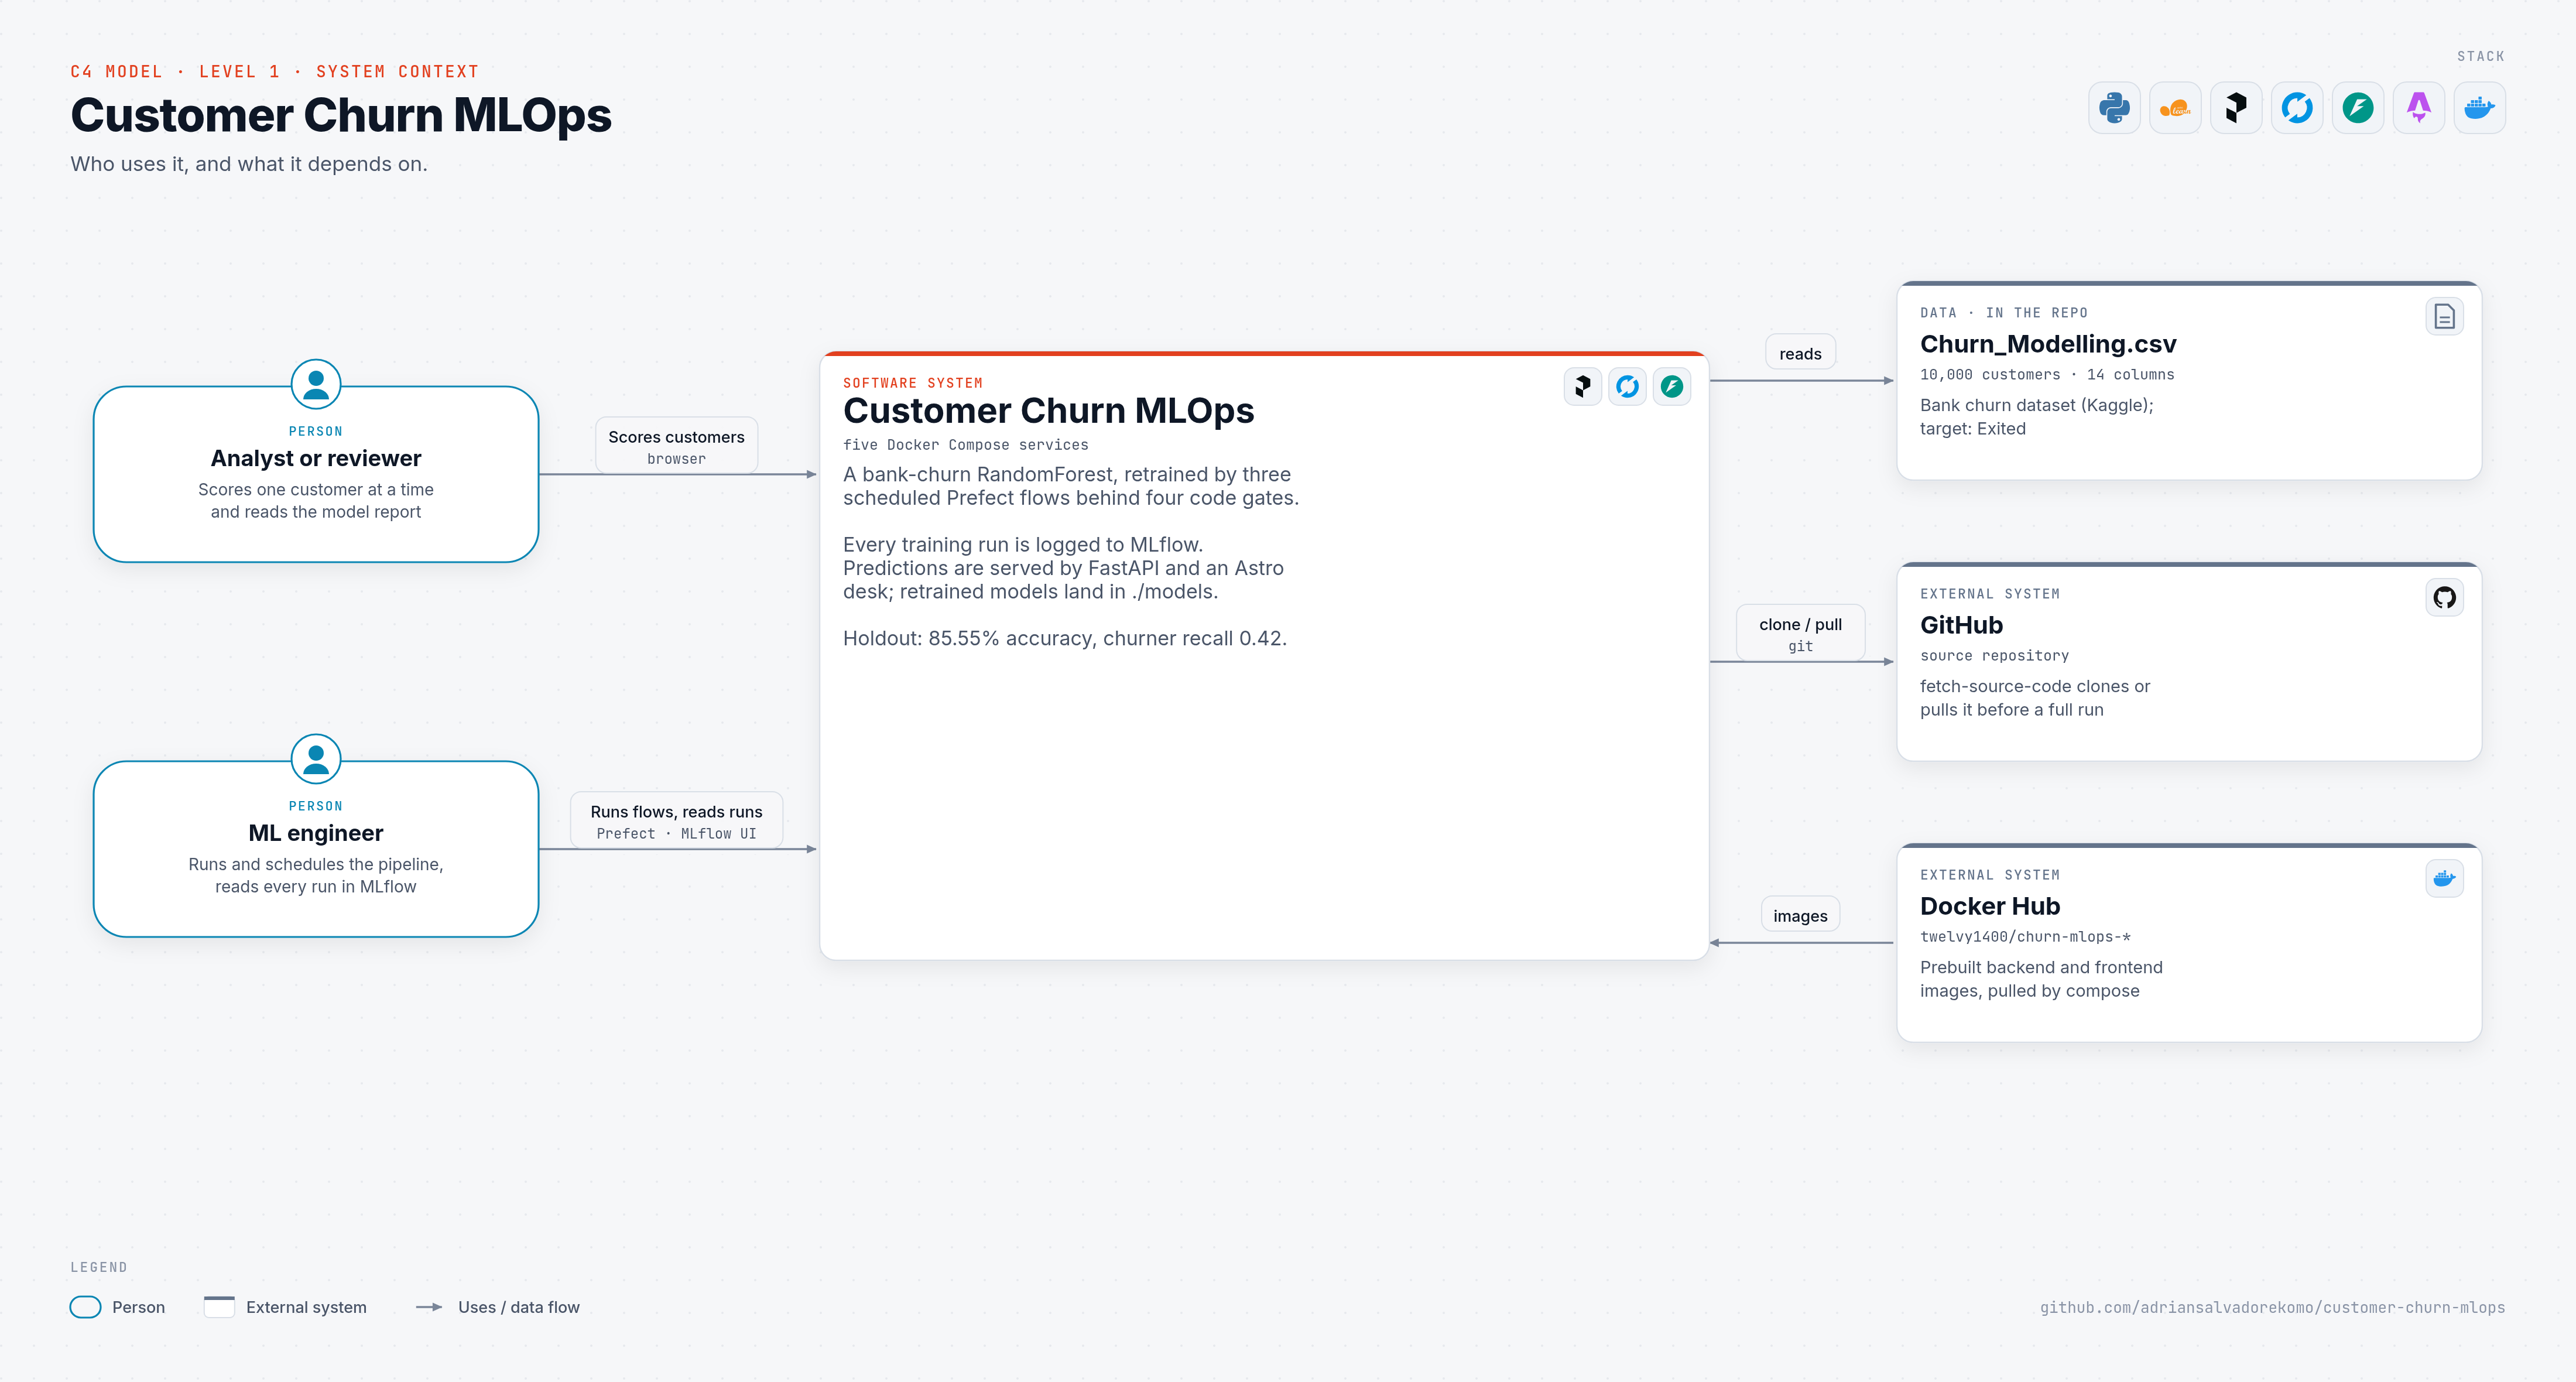 C4 MODEL · LEVEL 1 · SYSTEM CONTEXT
Customer Churn MLOps
Who uses it, and what it depends on.
STACK
PERSON
Analyst or reviewer
Scores one customer at a time
and reads the model report
Scores customers
browser
PERSON
ML engineer
Runs and schedules the pipeline,
reads every run in MLflow
Runs flows, reads runs
Prefect · MLflow UI
SOFTWARE SYSTEM
Customer Churn MLOps
five Docker Compose services
A bank-churn RandomForest, retrained by three
scheduled Prefect flows behind four code gates.
Every training run is logged to MLflow.
Predictions are served by FastAPI and an Astro
desk; retrained models land in ./models.
Holdout: 85.55% accuracy, churner recall 0.42.
reads
DATA · IN THE REPO
Churn_Modelling.csv
10,000 customers · 14 columns
Bank churn dataset (Kaggle);
target: Exited
clone / pull
git
EXTERNAL SYSTEM
GitHub
source repository
fetch-source-code clones or
pulls it before a full run
images
EXTERNAL SYSTEM
Docker Hub
twelvy1400/churn-mlops-*
Prebuilt backend and frontend
images, pulled by compose
LEGEND
Person
External system
Uses / data flow
github.com/adriansalvadorekomo/customer-churn-mlops